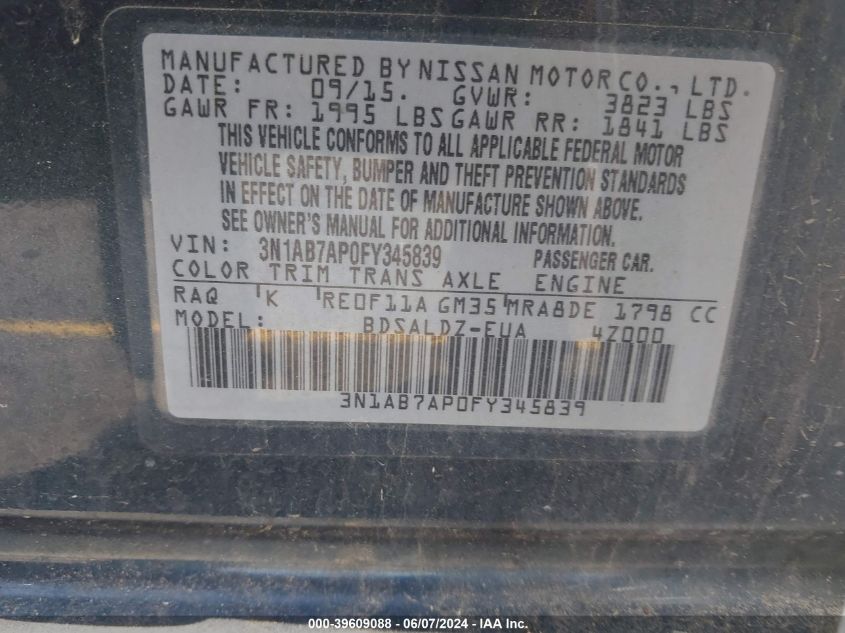 MANUFACTURED BY NISSAN MOTOR CO., LTD.
DATE: 09/15. GVWR: 3823 LBS
GAWR FR: 1995 LBS GAWR RR: 1841 LBS
THIS VEHICLE CONFORMS TO ALL APPLICABLE FEDERAL MOTOR
VEHICLE SAFETY, BUMPER AND THEFT PREVENTION STANDARDS
IN EFFECT ON THE DATE OF MANUFACTURE SHOWN ABOVE.
SEE OWNER'S MANUAL FOR ADDITIONAL INFORMATION.
VIN: 3N1AB7AP0FY345839 PASSENGER CAR.
COLOR TRIM TRANS AXLE ENGINE
RAQ K RE0F11A GM35 MRA8DE 1798 CC
MODEL: BDSALDZ-EUA 4Z000
3N1AB7AP0FY345839
000-39609088 - 06/07/2024 - IAA Inc.